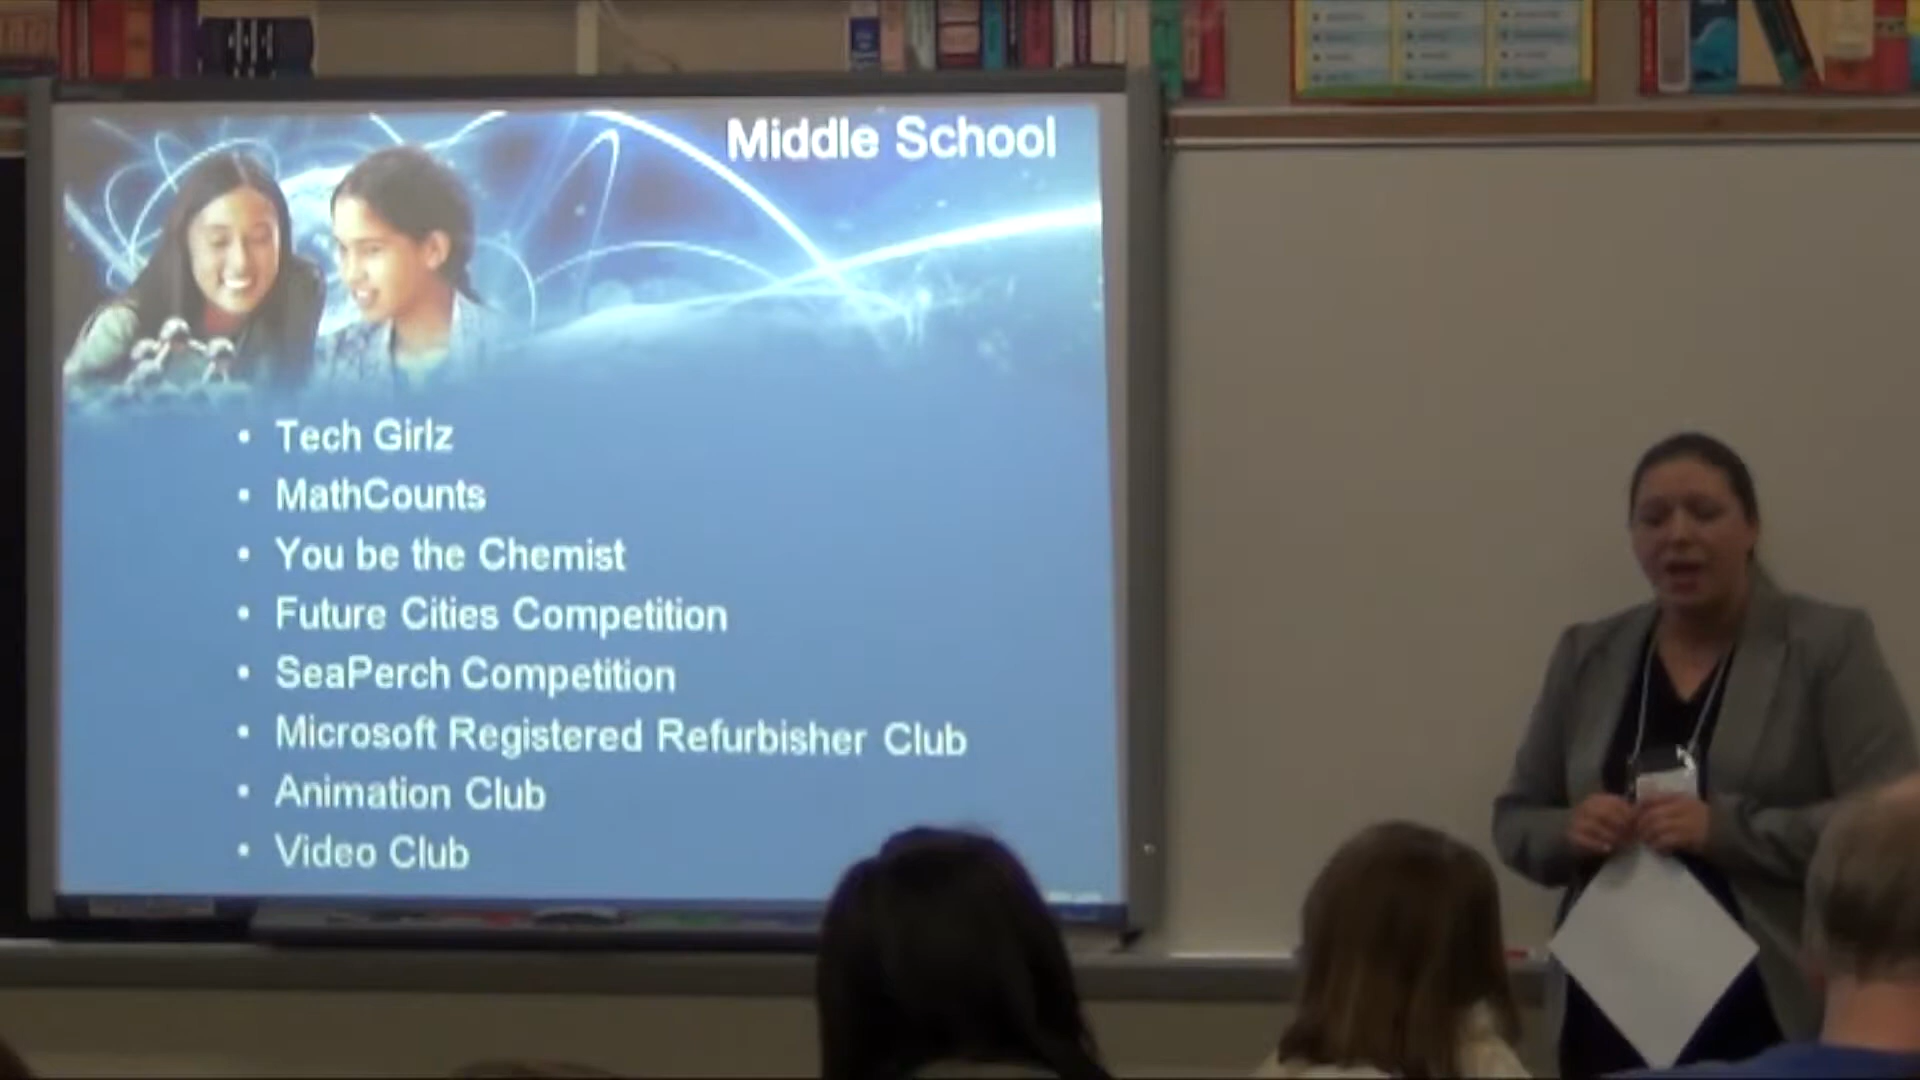 Middle School
• Tech Girlz
• MathCounts
• You be the Chemist
• Future Cities Competition
• SeaPerch Competition
• Microsoft Registered Refurbisher Club
• Animation Club
• Video Club